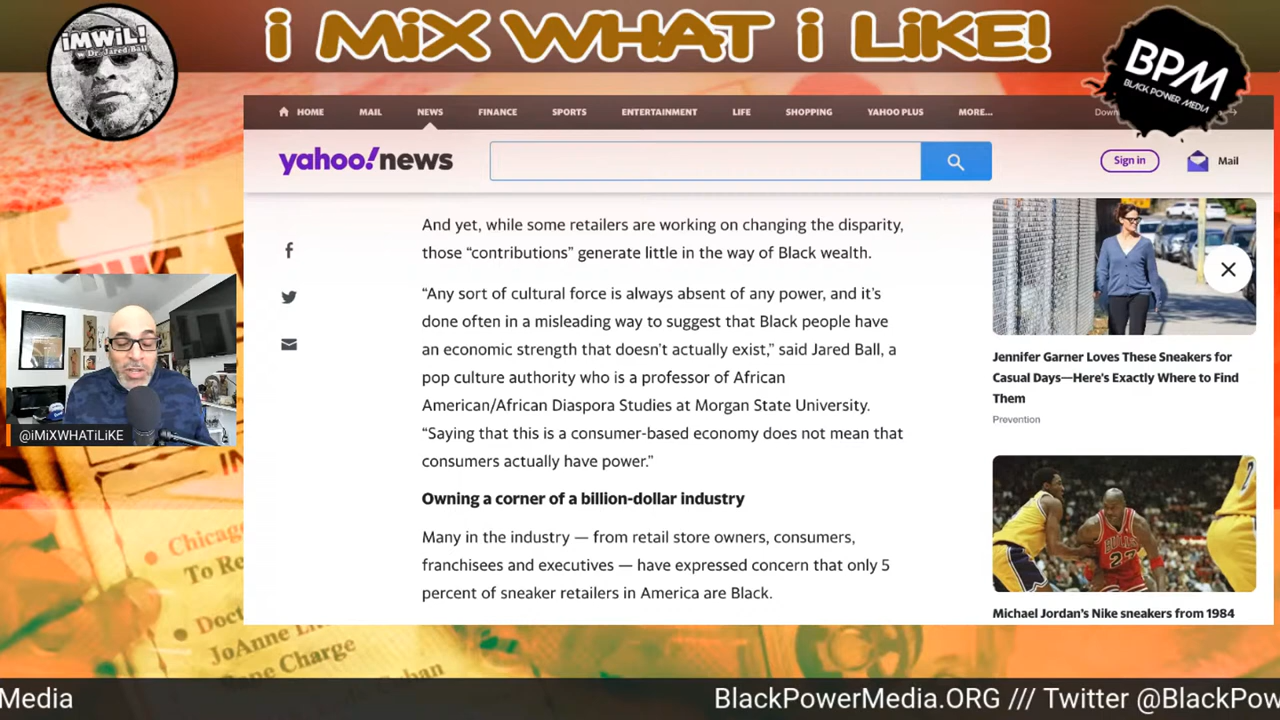 iMWiL!
w Dr. Jared Ball
i MiX WHAT i LiKE!
BPM
BLACK POWER MEDIA
HOME MAIL NEWS FINANCE SPORTS ENTERTAINMENT LIFE SHOPPING YAHOO PLUS MORE...
yahoo!news
Sign in
Mail
And yet, while some retailers are working on changing the disparity,
those “contributions” generate little in the way of Black wealth.
“Any sort of cultural force is always absent of any power, and it’s
done often in a misleading way to suggest that Black people have
an economic strength that doesn’t actually exist,” said Jared Ball, a
pop culture authority who is a professor of African
American/African Diaspora Studies at Morgan State University.
“Saying that this is a consumer-based economy does not mean that
consumers actually have power.”
Owning a corner of a billion-dollar industry
Many in the industry — from retail store owners, consumers,
franchisees and executives — have expressed concern that only 5
percent of sneaker retailers in America are Black.
Jennifer Garner Loves These Sneakers for
Casual Days—Here’s Exactly Where to Find
Them
Prevention
BULLS
23
Michael Jordan’s Nike sneakers from 1984
@iMiXWHATiLiKE
Chicago
To Re
Doct
JoAnne
Charge
Media
BlackPowerMedia.ORG /// Twitter @BlackPow